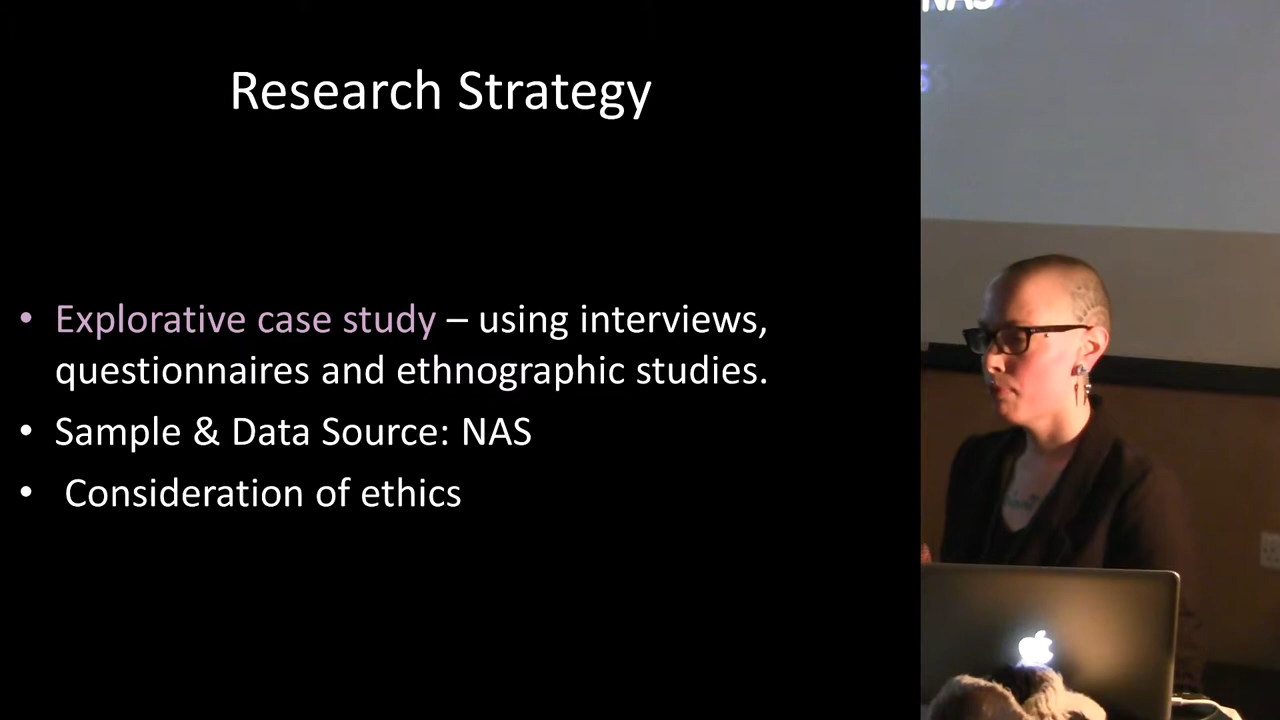 Research Strategy
• Explorative case study – using interviews,
questionnaires and ethnographic studies.
• Sample & Data Source: NAS
• Consideration of ethics
NAS